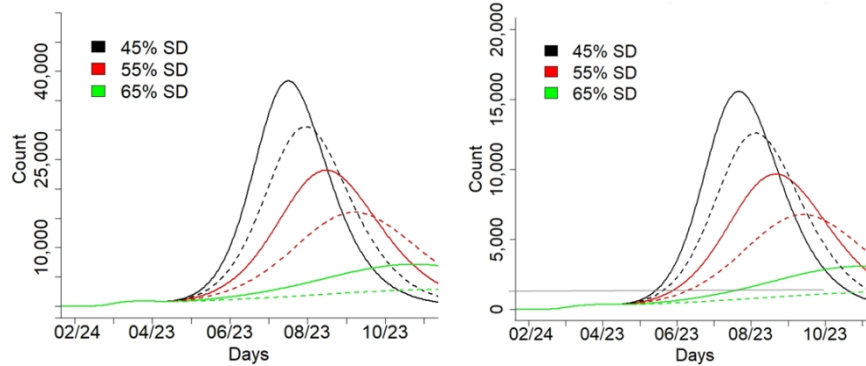 45% SD
55% SD
65% SD
Count
40,000
25,000
10,000
02/24 04/23 06/23 08/23 10/23
Days
45% SD
55% SD
65% SD
Count
20,000
15,000
10,000
5,000
0
02/24 04/23 06/23 08/23 10/23
Days